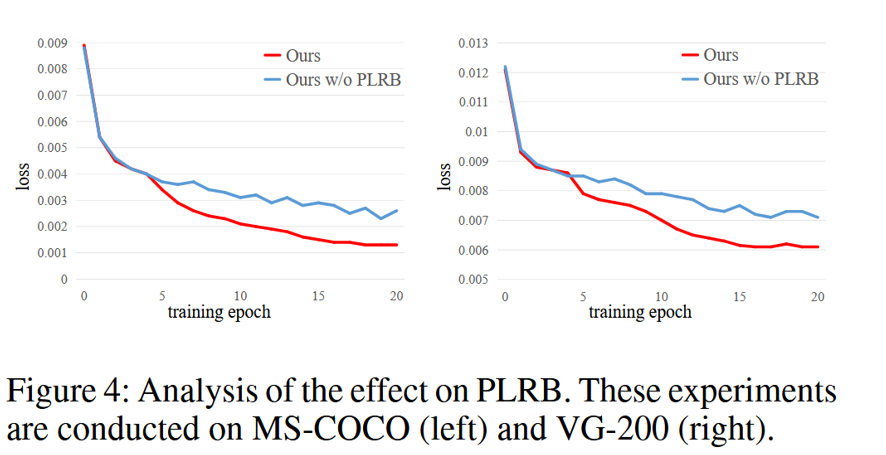 0.009
0.008
0.007
0.006
0.005
0.004
0.003
0.002
0.001
0
loss
0 5 10 15 20
training epoch
Ours
Ours w/o PLRB
0.013
0.012
0.011
0.01
0.009
0.008
0.007
0.006
0.005
loss
0 5 10 15 20
training epoch
Ours
Ours w/o PLRB
Figure 4: Analysis of the effect on PLRB. These experiments
are conducted on MS-COCO (left) and VG-200 (right).